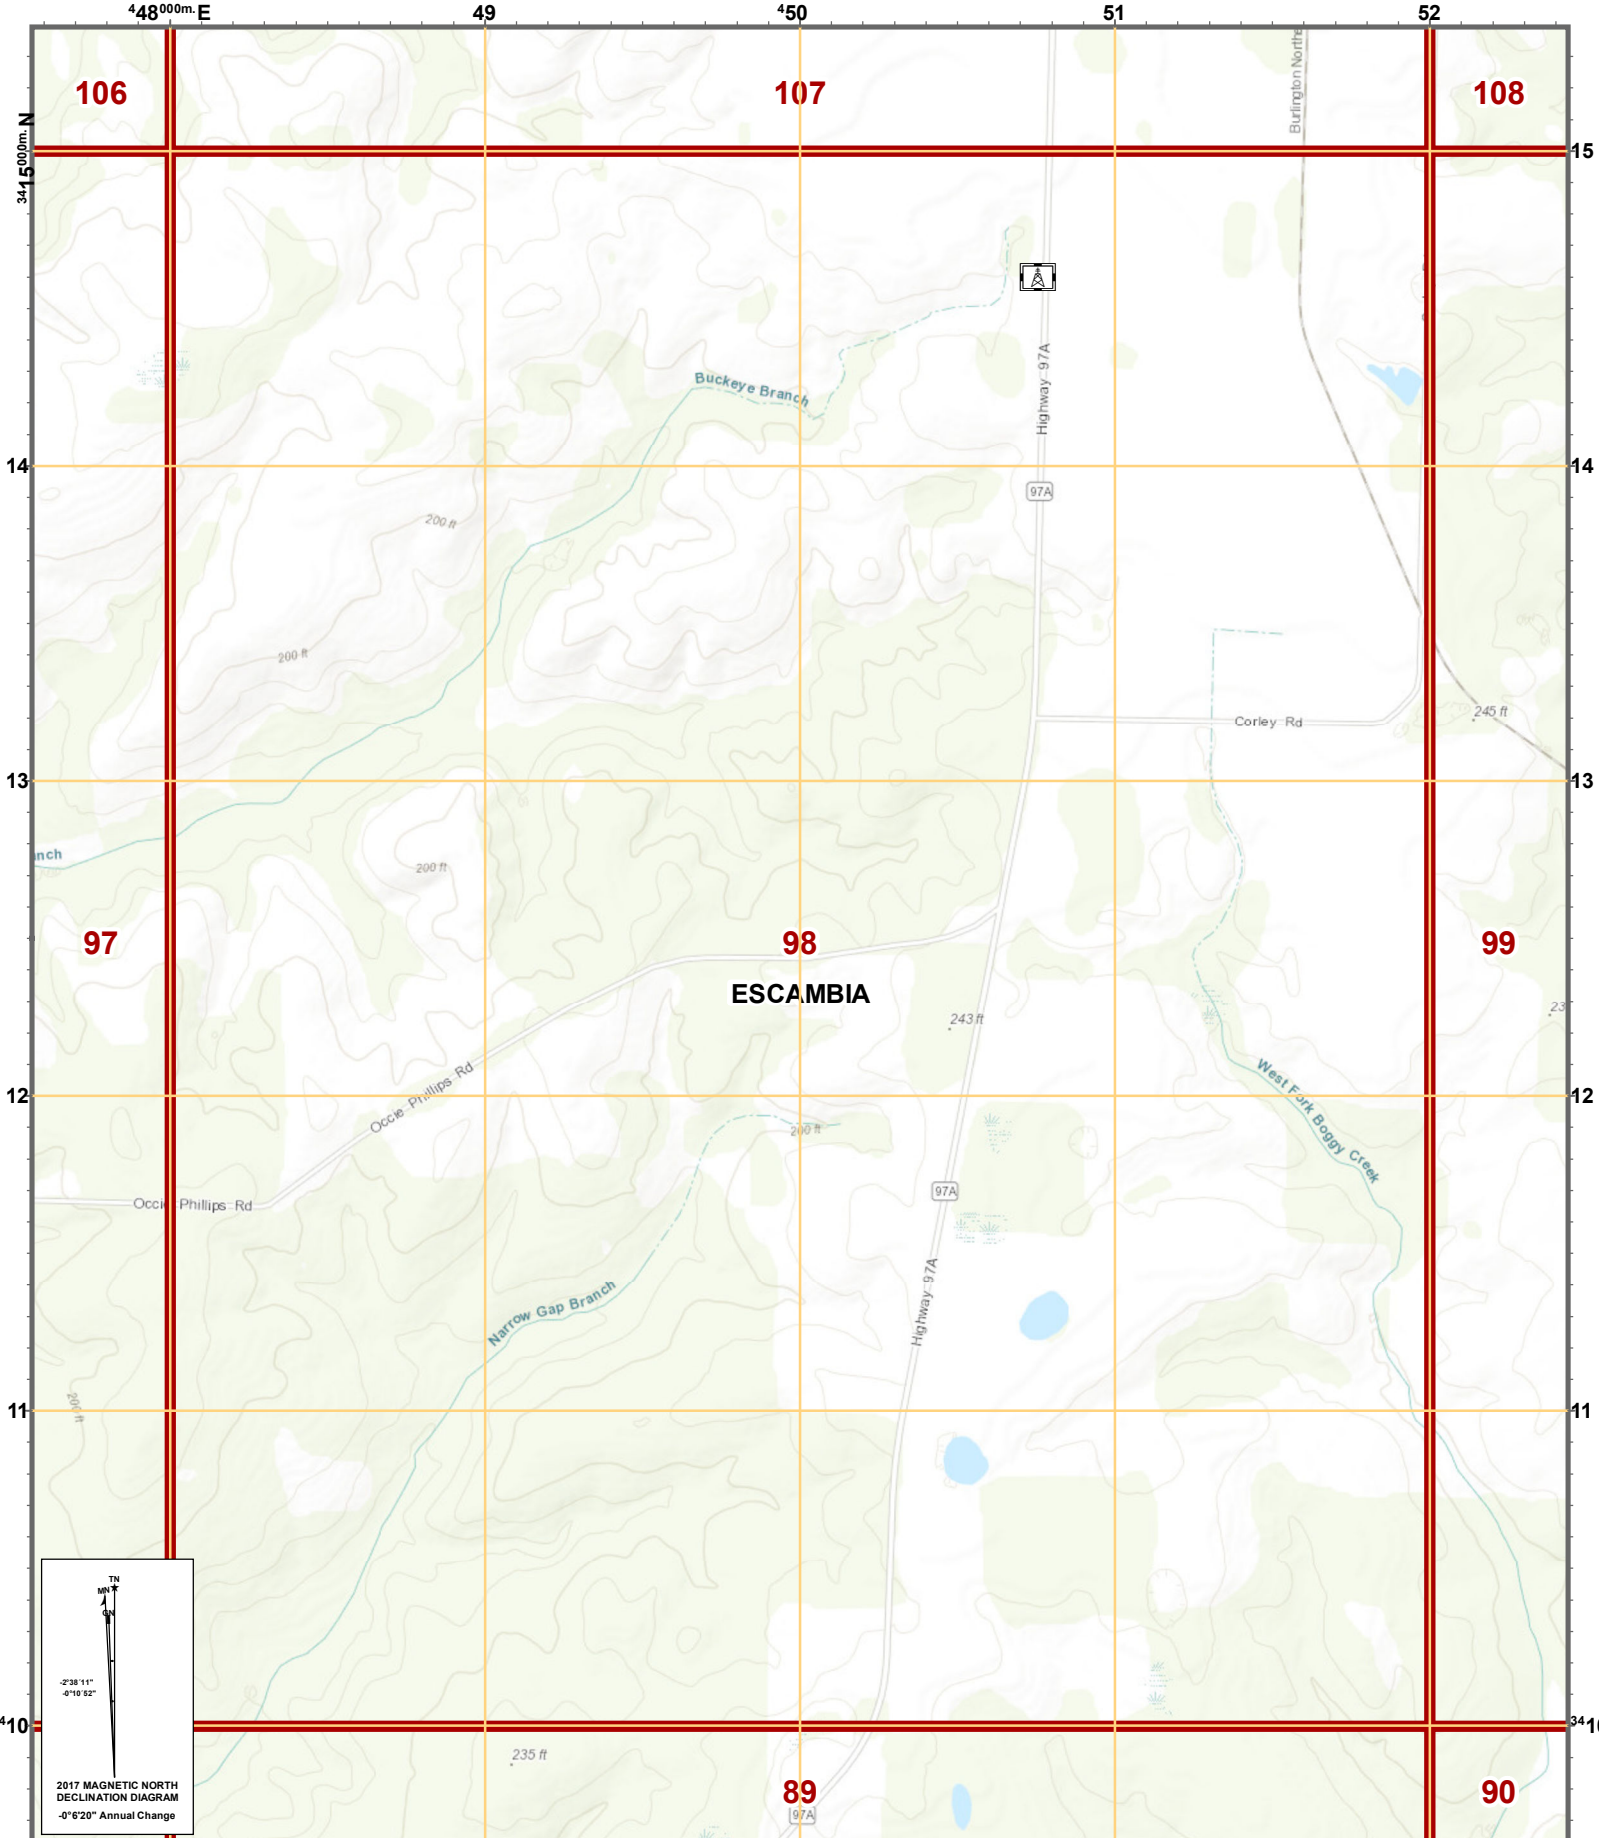 448000m. E
49
450
51
52
106
107
108
Burlington Northe
3415000m. N
15
Buckeye Branch
Highway 97A
14
14
97A
200 ft
200 ft
245 ft
Corley Rd
13
13
nch
200 ft
97
98
99
ESCAMBIA
243 ft
23
West Fork Boggy Creek
Occie Phillips Rd
12
12
200 ft
97A
Occie Phillips Rd
Highway 97A
Narrow Gap Branch
200 ft
11
11
TN
MN
GN
-2°38'11"
-0°10'52"
410
341
235 ft
2017 MAGNETIC NORTH
DECLINATION DIAGRAM
-0°6'20" Annual Change
89
90
97A